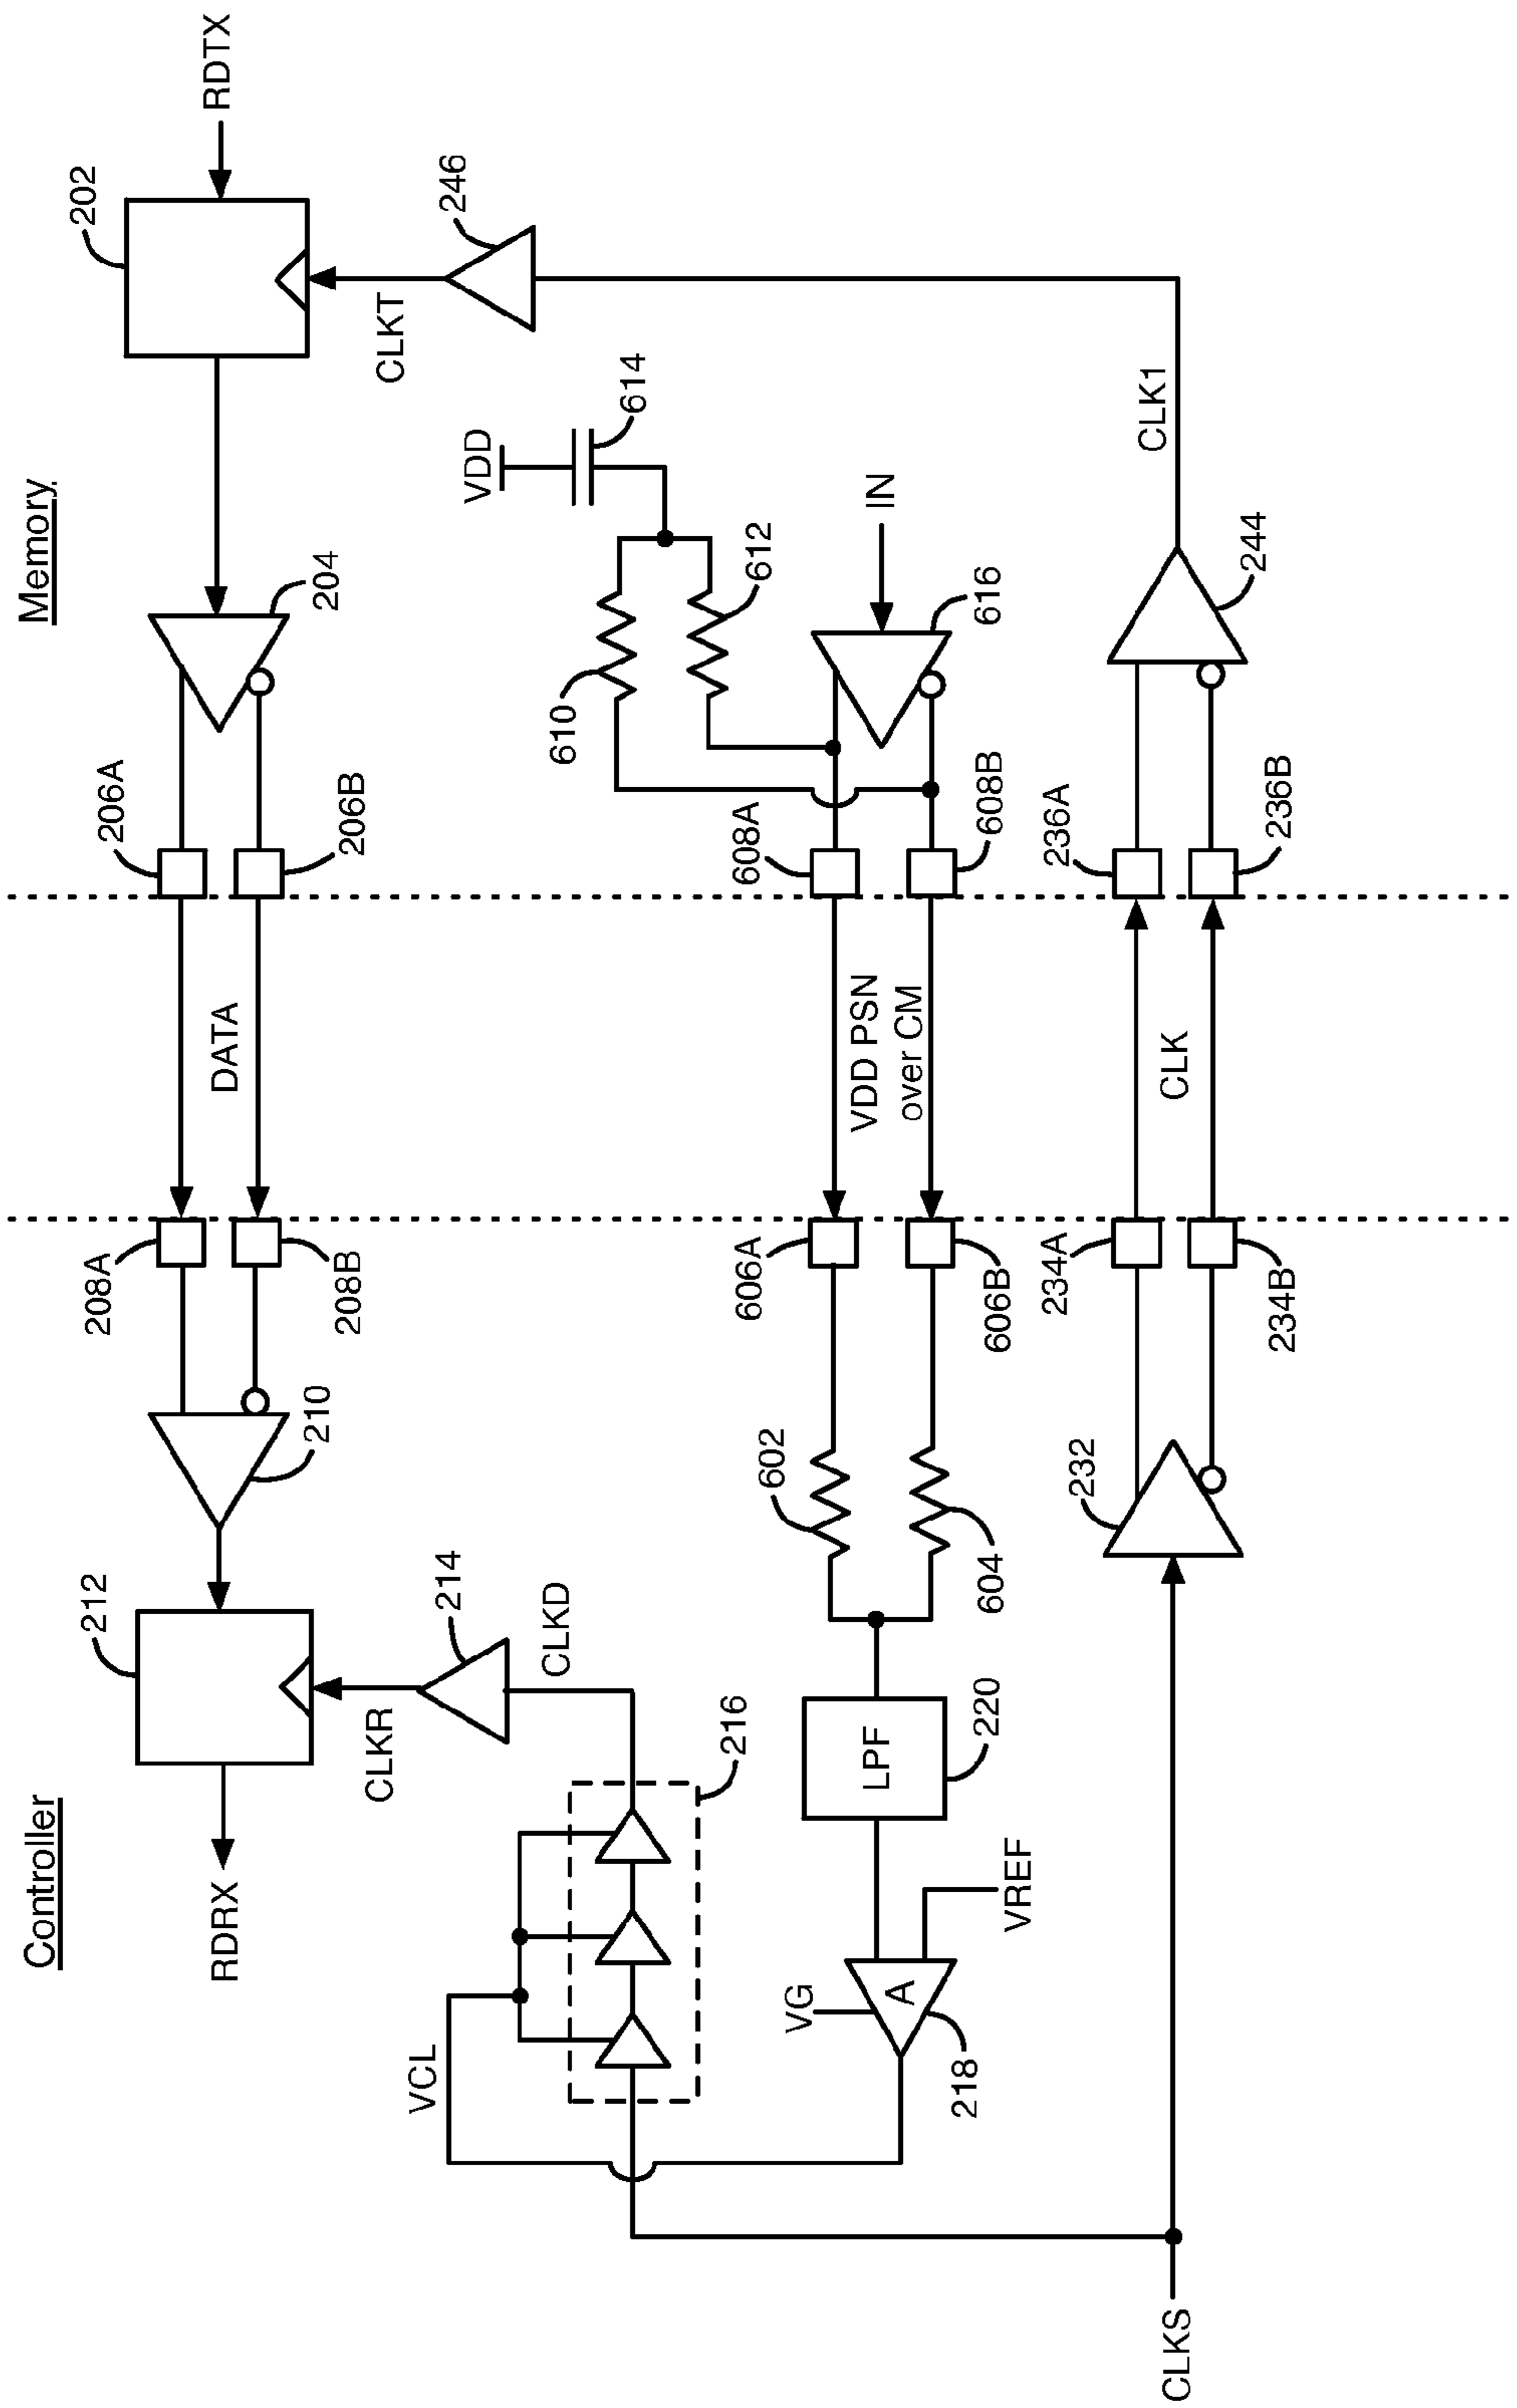 Controller
Memory
RDRX
212
210
208A
208B
DATA
206A
206B
204
202
RDTX
CLKR
214
CLKD
VCL
216
CLKT
246
VDD
614
610
612
IN
616
608A
608B
VDD PSN
over CM
606A
606B
602
604
LPF
220
VREF
VG
A
218
CLKS
232
234A
234B
CLK
236A
236B
244
CLK1